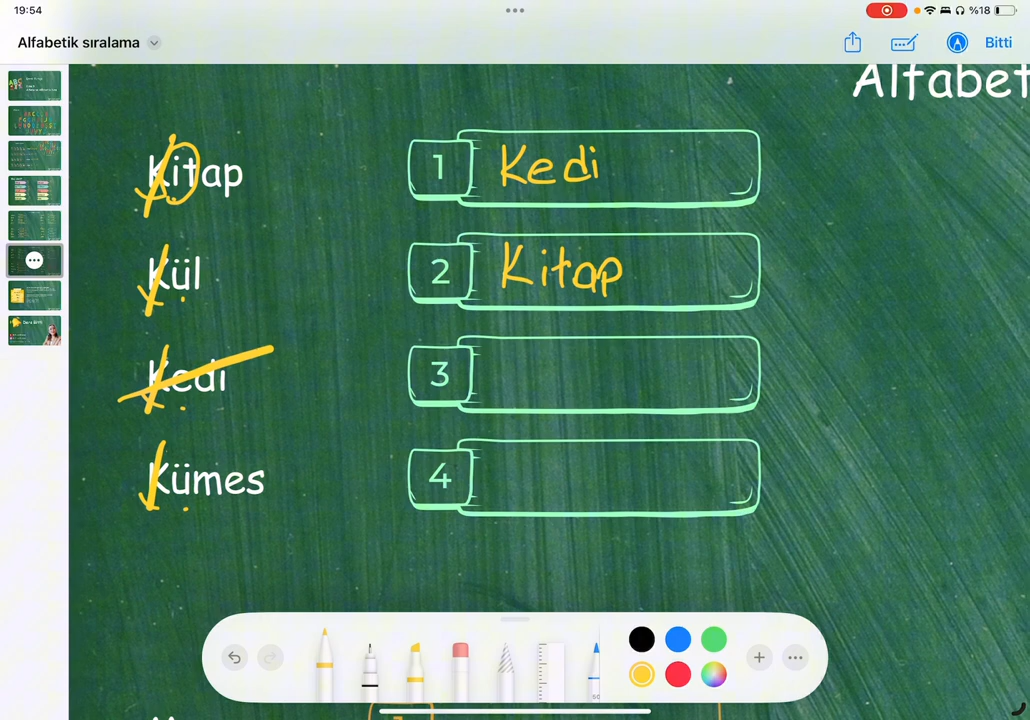 19:54
%18
Alfabetik sıralama
Bitti
Alfabet
Kitap
1 Kedi
Kül
2 Kitap
Kedi
3
Kümes
4